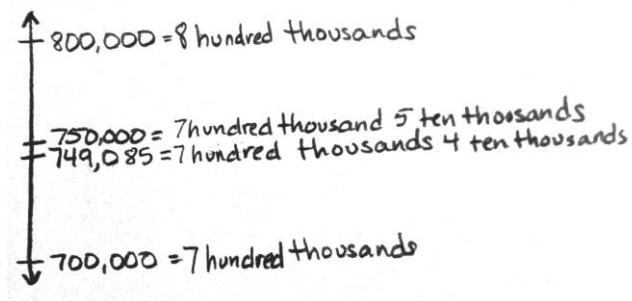 800,000 = 8 hundred thousands
750,000 = 7 hundred thousand 5 ten thousands
749,085 = 7 hundred thousands 4 ten thousands
700,000 = 7 hundred thousands